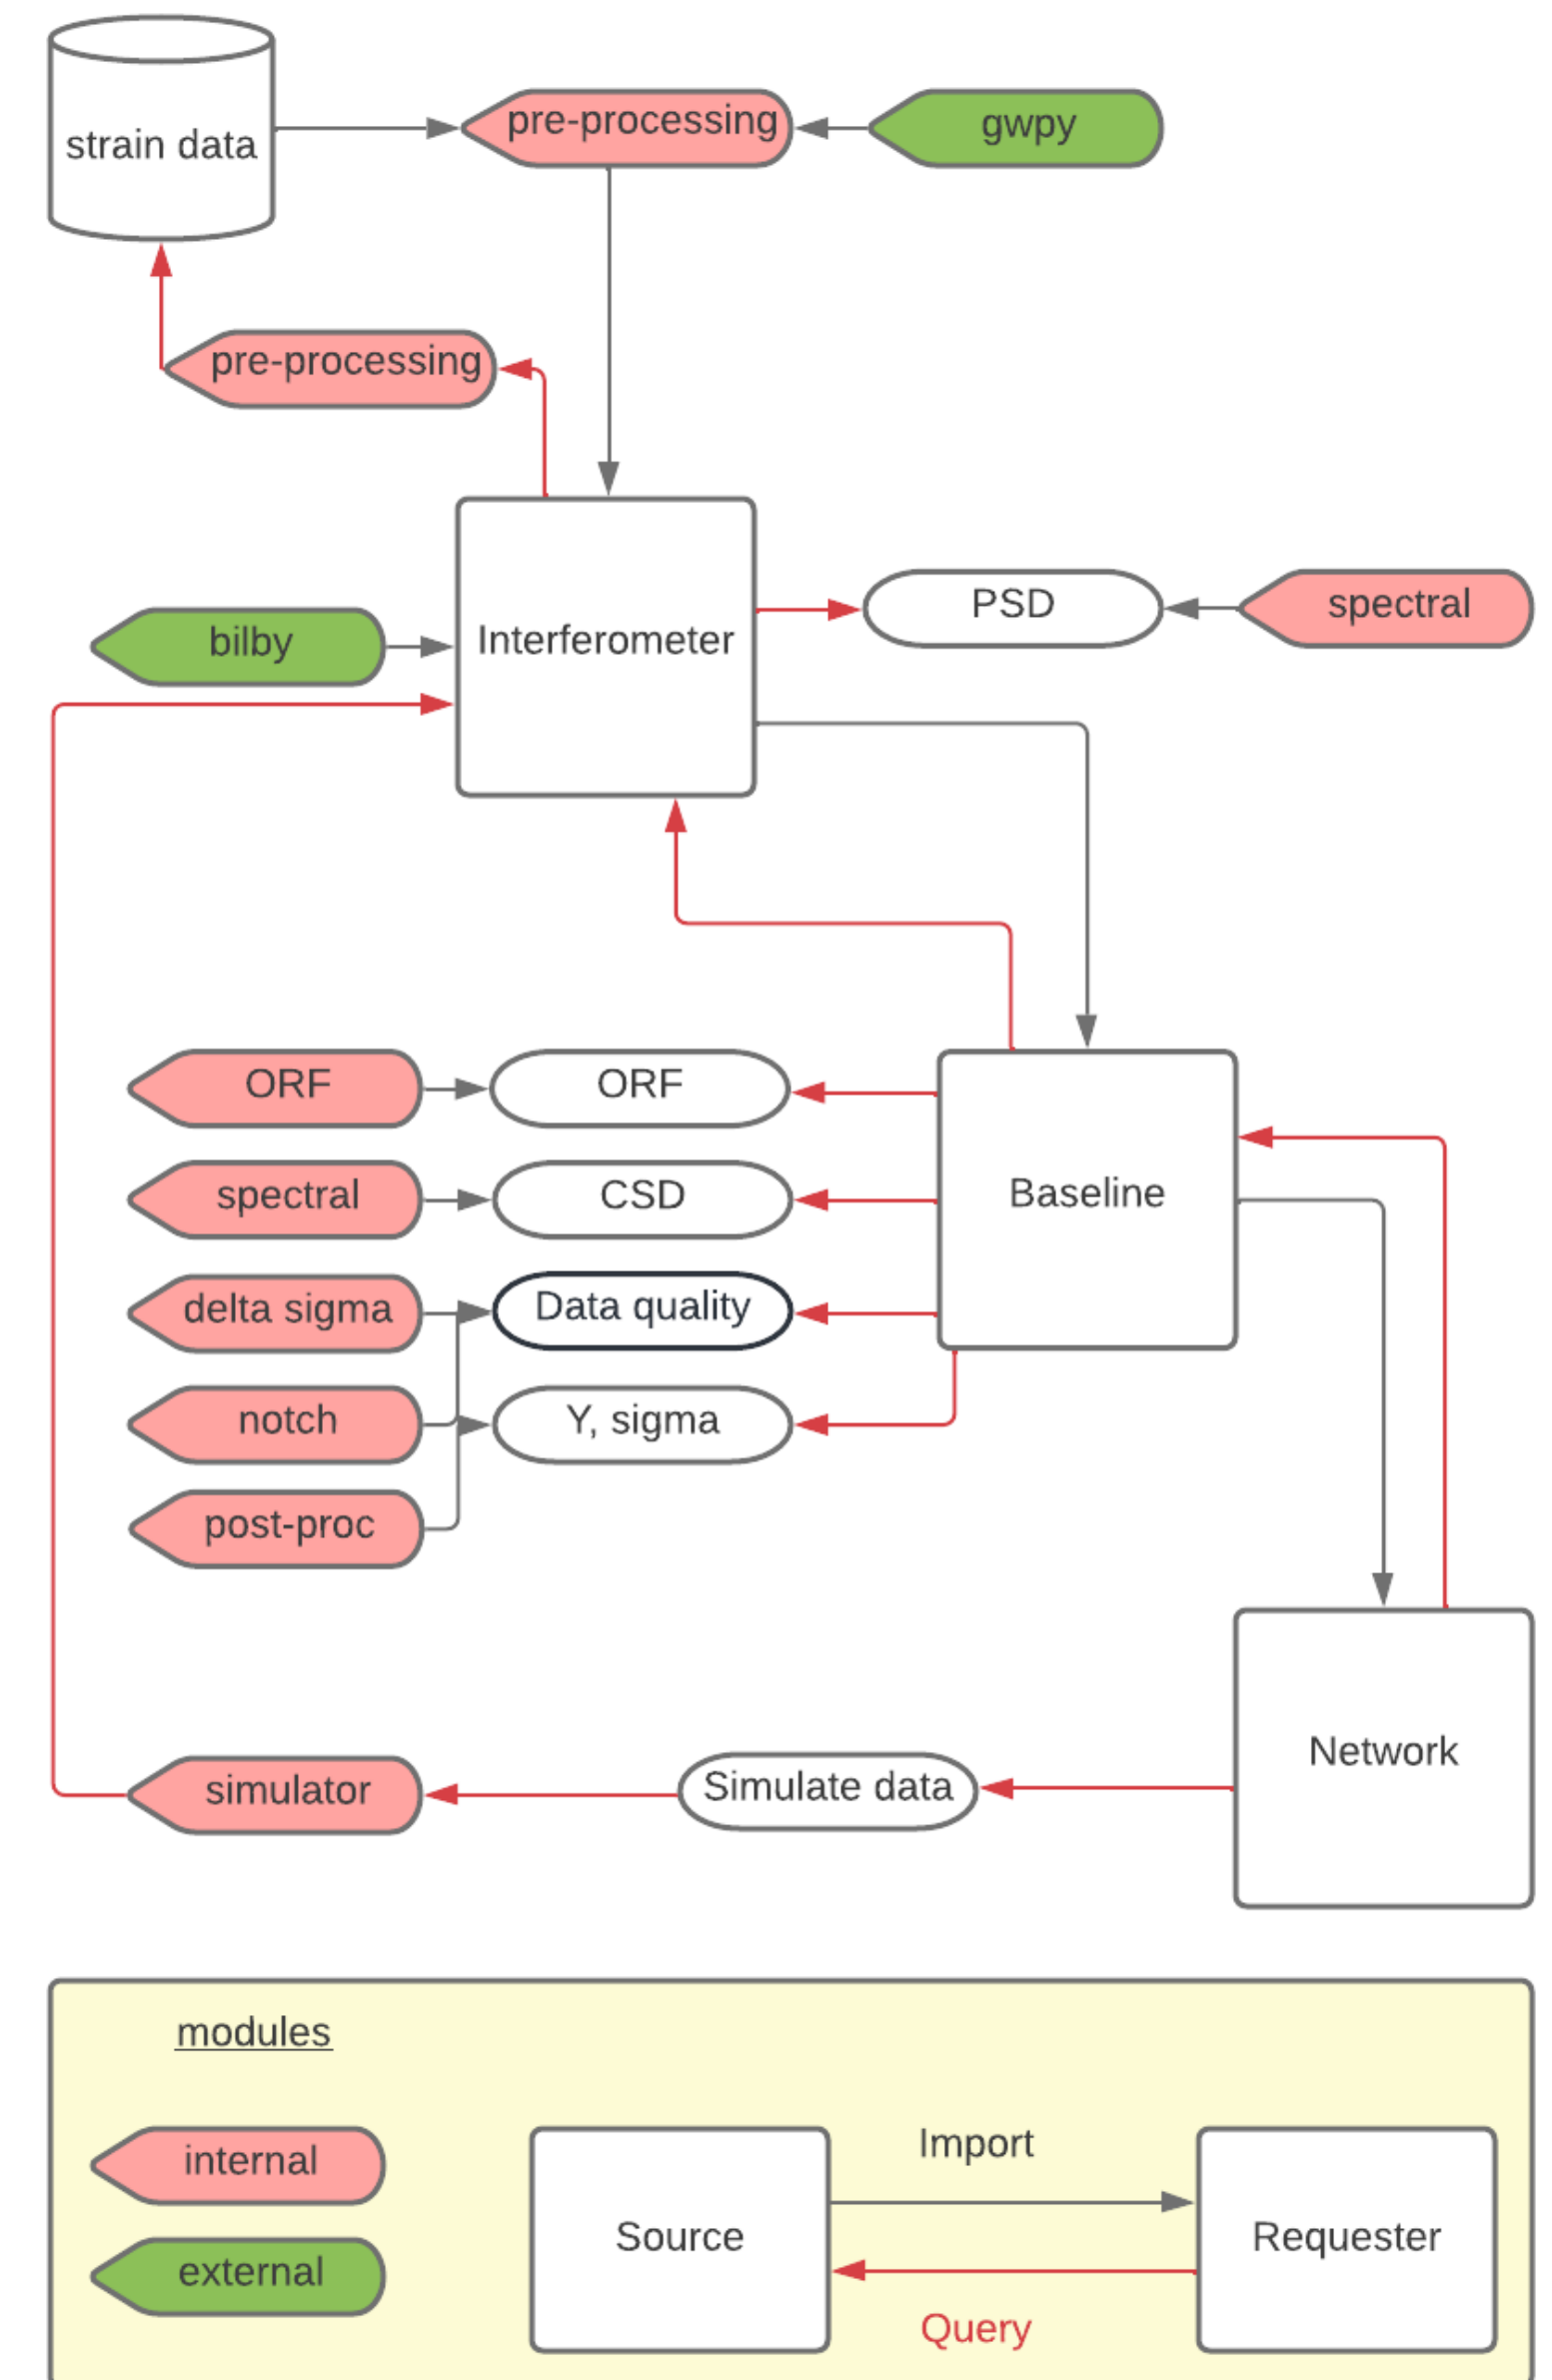 strain data
pre-processing
gwpy
pre-processing
bilby
Interferometer
PSD
spectral
ORF
ORF
spectral
CSD
Baseline
delta sigma
Data quality
notch
Y, sigma
post-proc
Network
simulator
Simulate data
modules
internal
external
Source
Import
Requester
Query